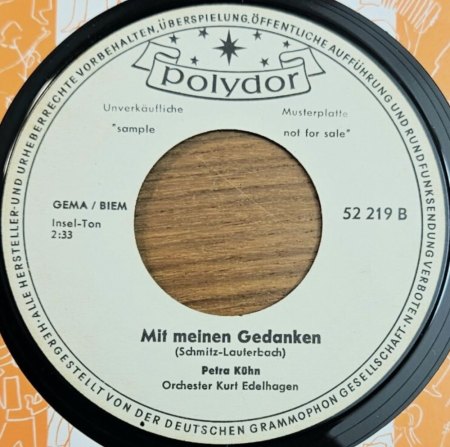 ·ALLE HERSTELLER-UND URHEBERRECHTE VORBEHALTEN, ÜBERSPIELUNG, ÖFFENTLICHE AUFFÜHRUNG UND RUNDFUNKSENDUNG VERBOTEN·
polydor
Unverkäufliche Musterplatte
"sample not for sale"
GEMA / BIEM
Insel-Ton
2:33
52 219 B
Mit meinen Gedanken
(Schmitz-Lauterbach)
Petra Kühn
Orchester Kurt Edelhagen
HERGESTELLT VON DER DEUTSCHEN GRAMMOPHON GESELLSCHAFT·